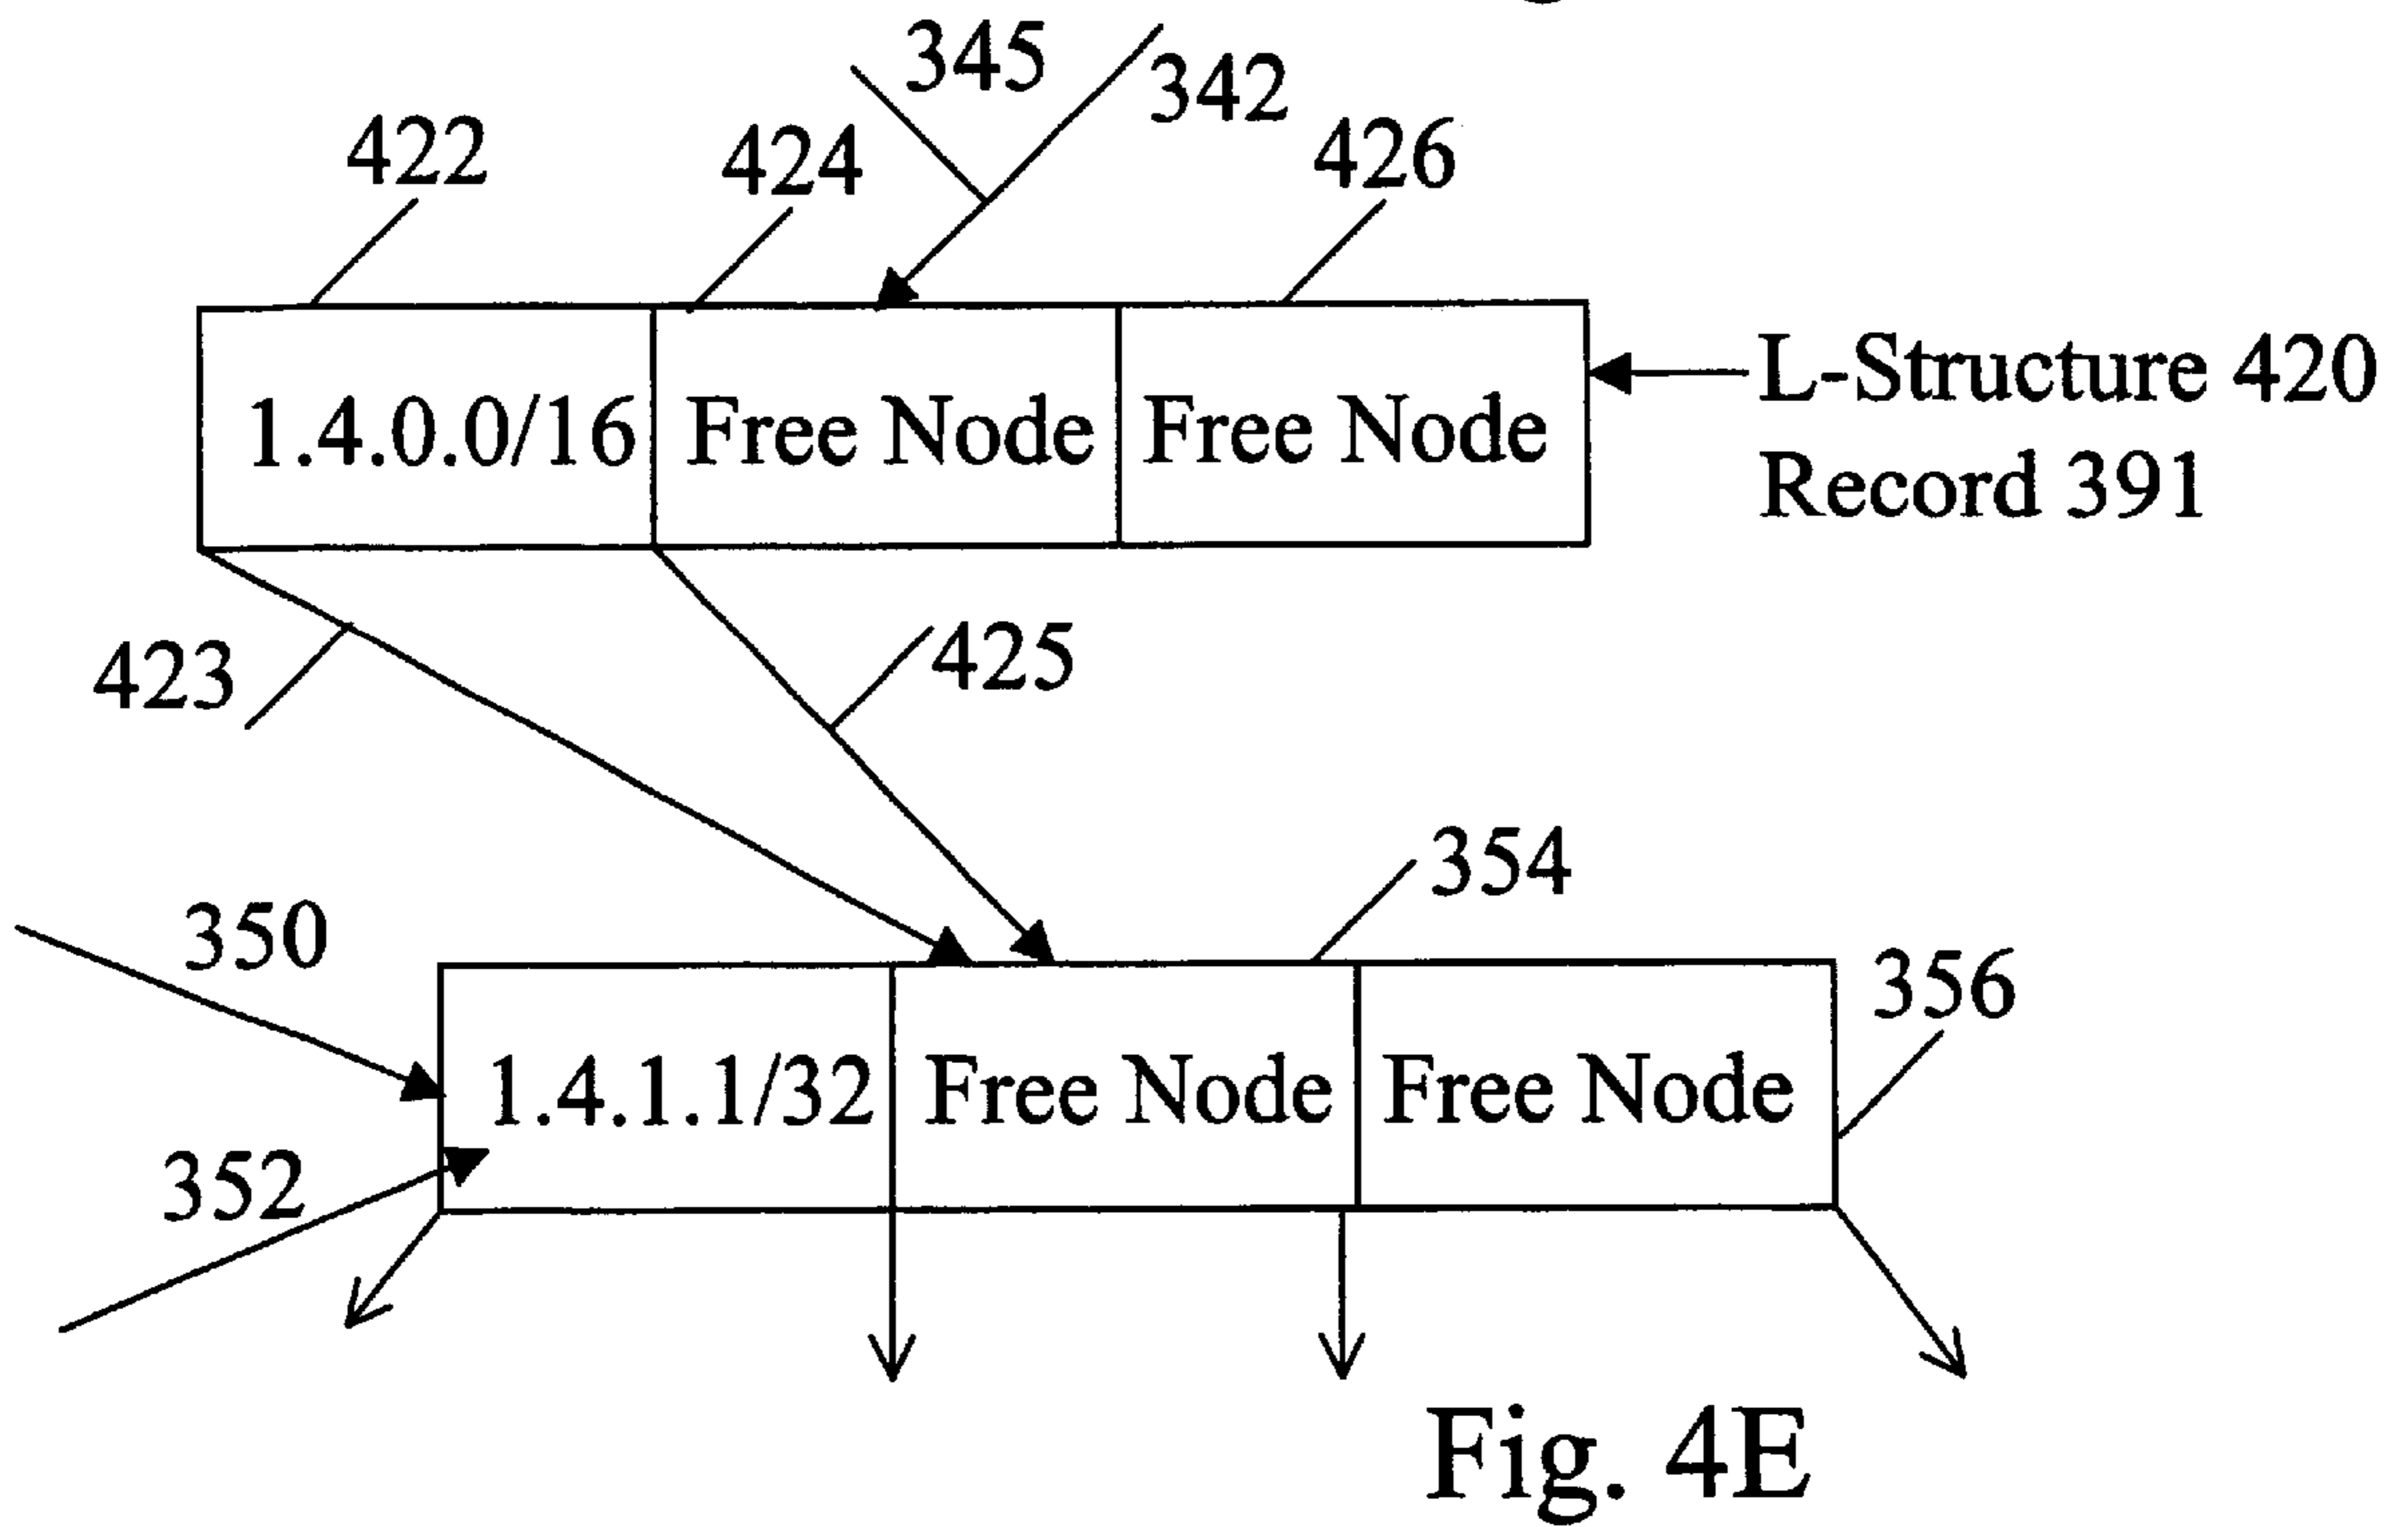 345
342
422
424
426
1.4.0.0/16 Free Node Free Node
L-Structure 420
Record 391
423
425
354
350
356
1.4.1.1/32 Free Node Free Node
352
Fig. 4E